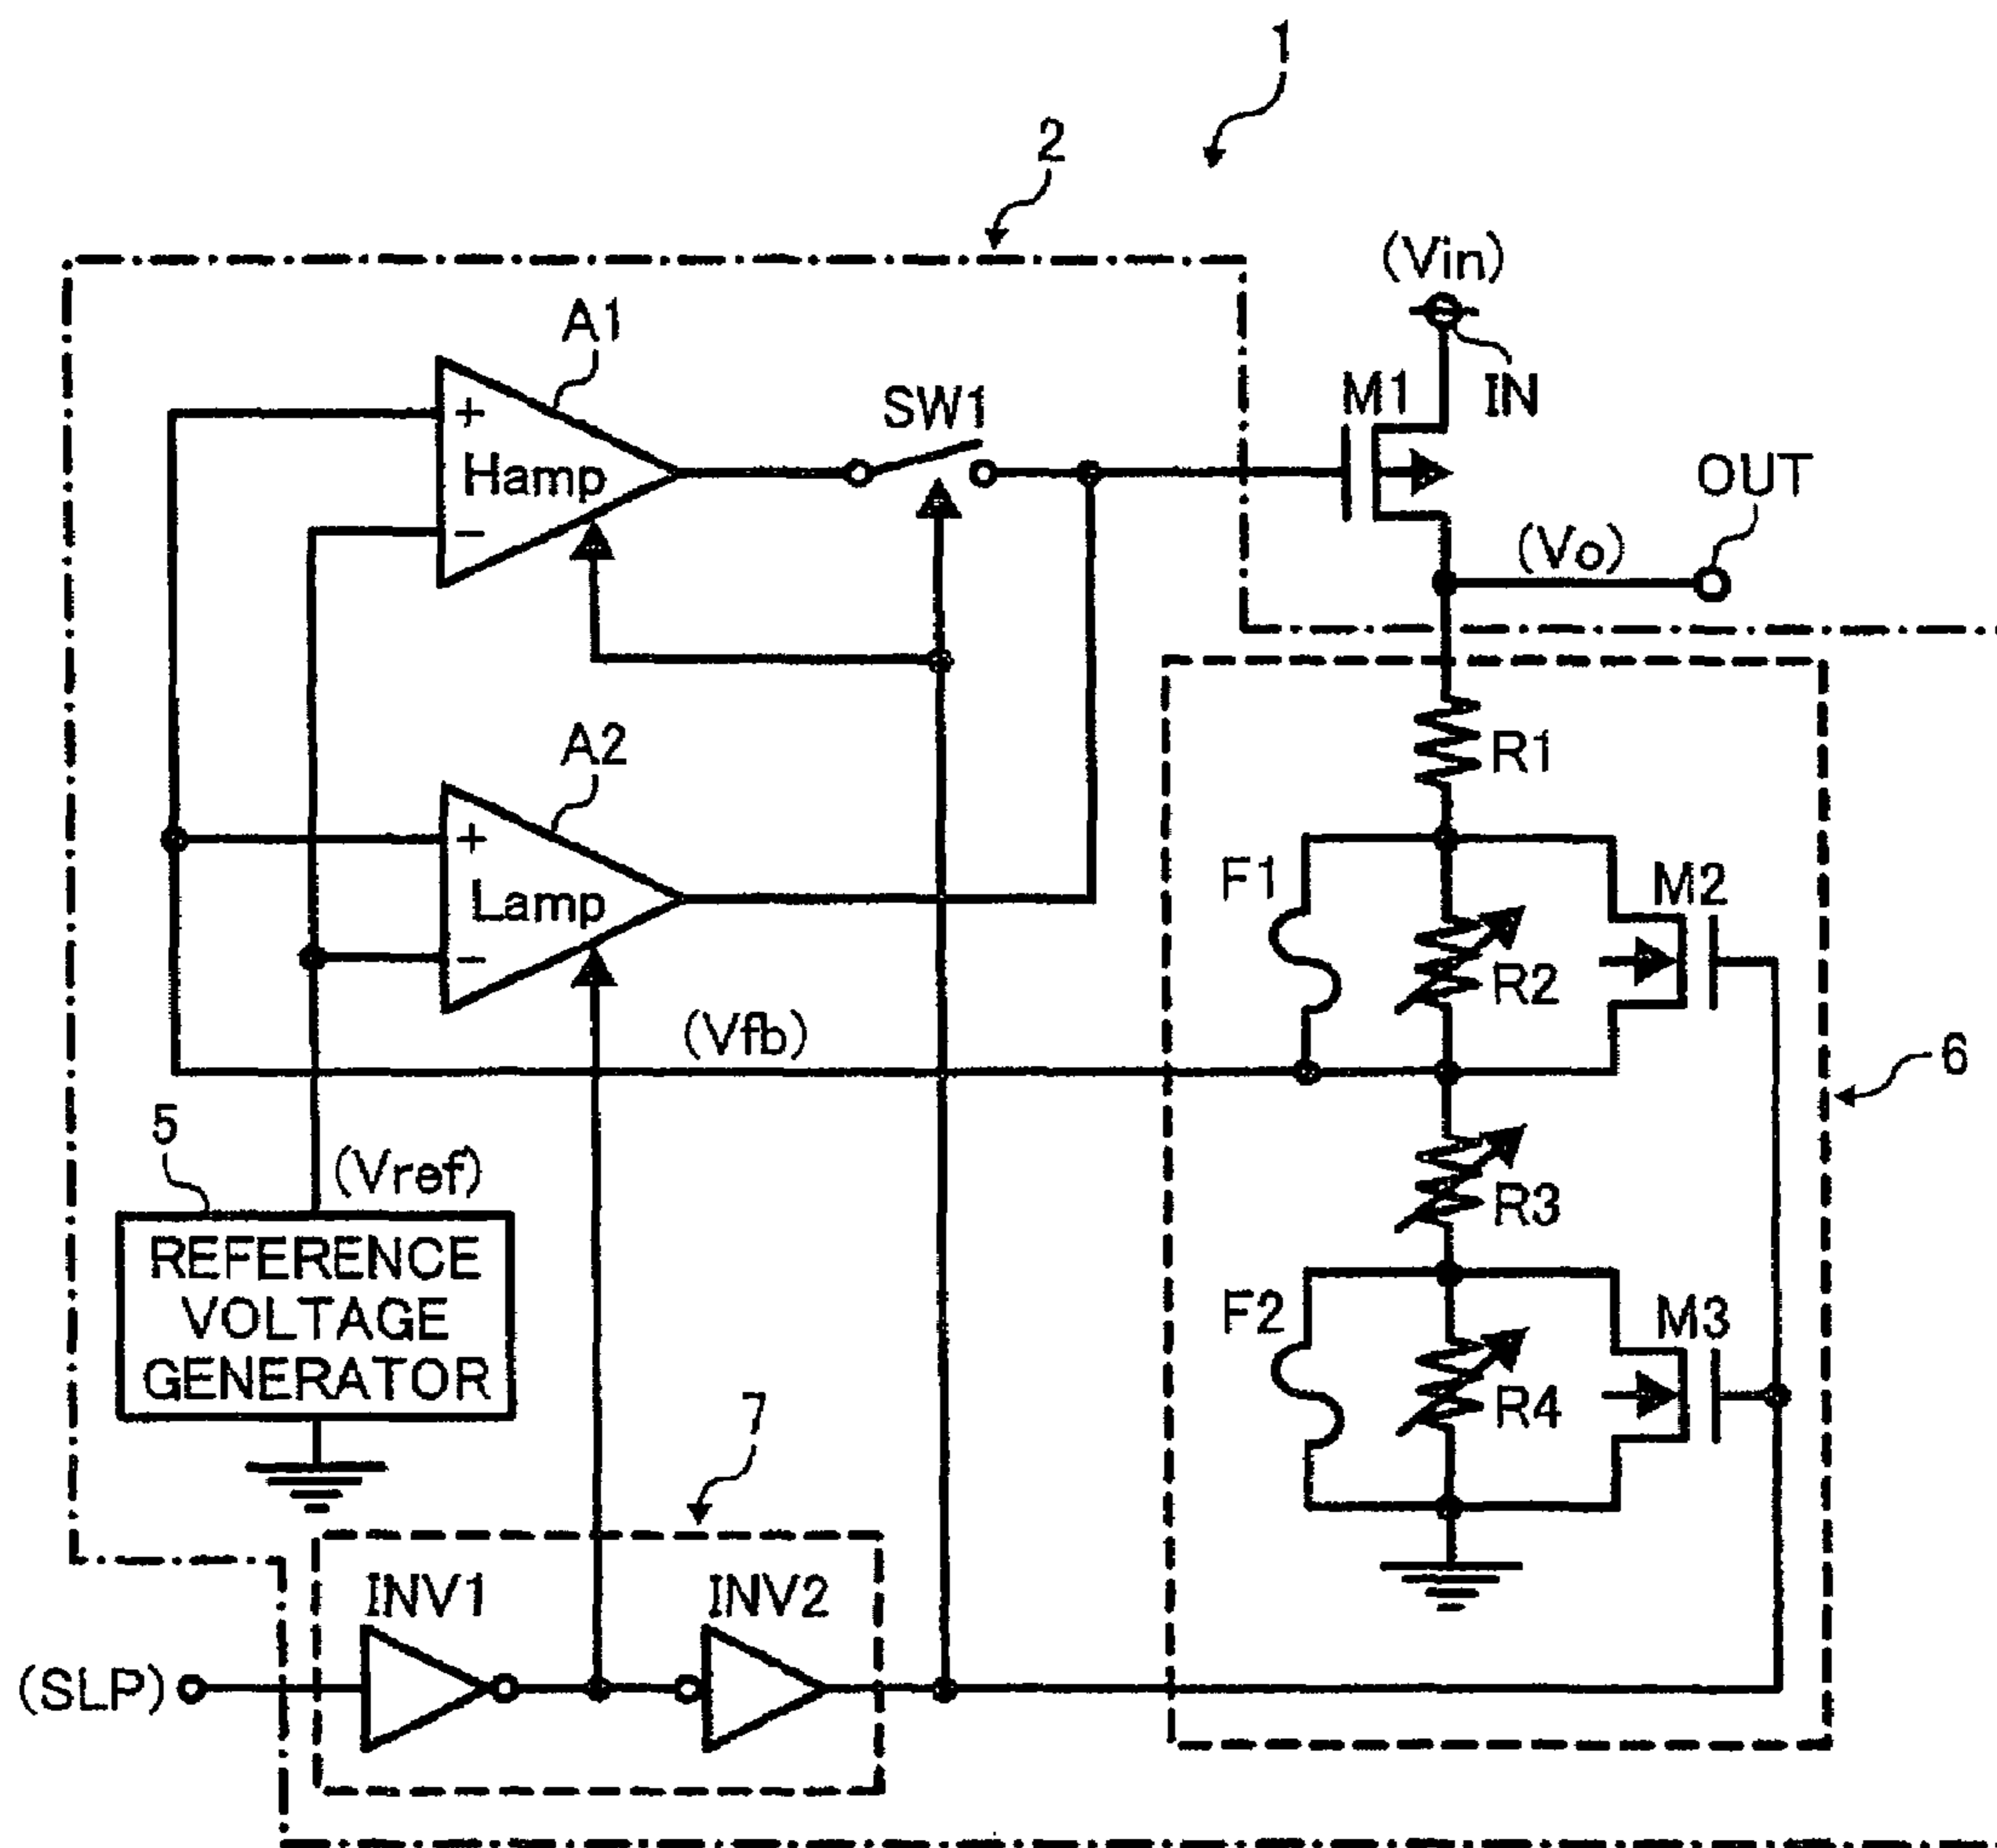 1
2
(Vin)
A1
SW1
M1
IN
+
Hamp
−
OUT
(Vo)
A2
R1
+
Lamp
−
F1
M2
R2
(Vfb)
6
5
(Vref)
R3
REFERENCE
VOLTAGE
GENERATOR
F2
M3
R4
7
INV1
INV2
(SLP)